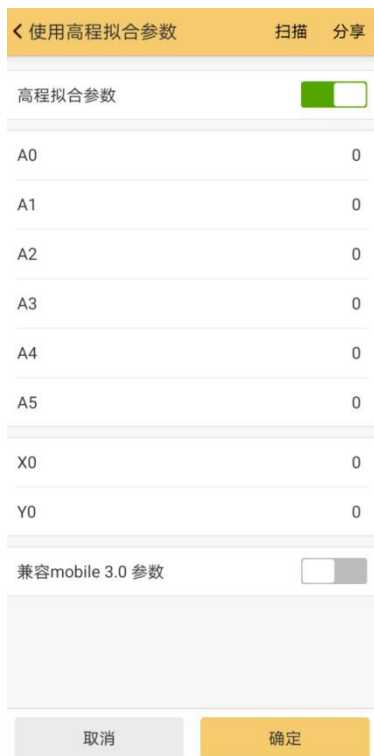 使用高程拟合参数 扫描 分享
高程拟合参数
A0 0
A1 0
A2 0
A3 0
A4 0
A5 0
X0 0
Y0 0
兼容mobile 3.0 参数
取消 确定